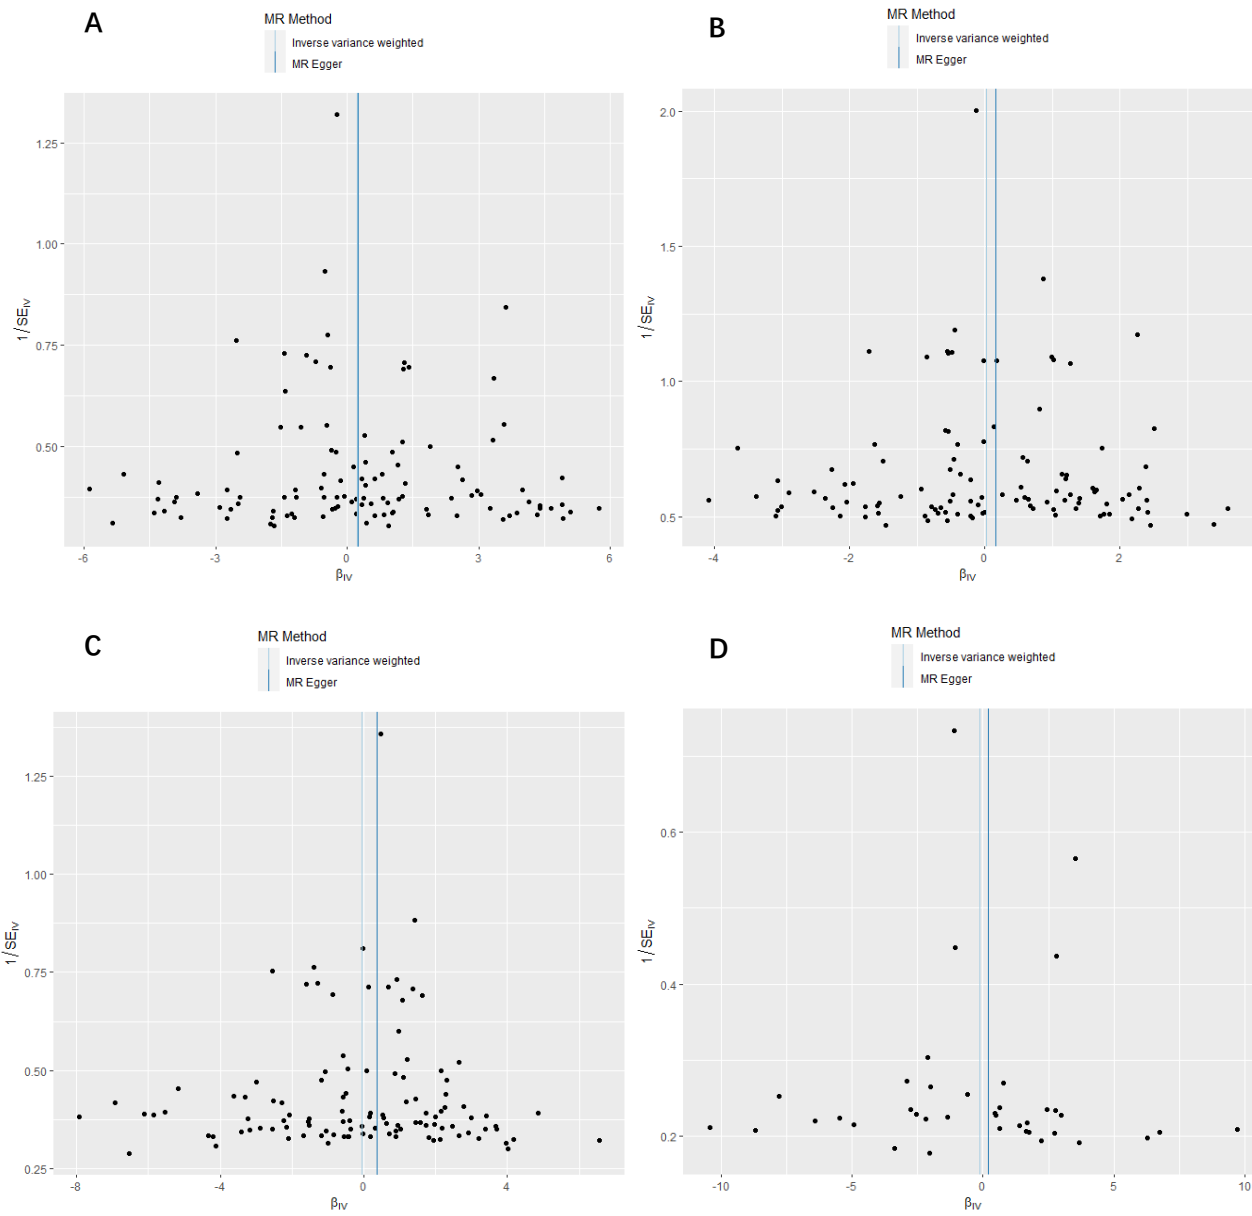 A
MR Method
Inverse variance weighted
MR Egger
1.25
1.00
0.75
0.50
1/SE_IV
-6 -3 0 3 6
β_IV
B
MR Method
Inverse variance weighted
MR Egger
2.0
1.5
1.0
0.5
1/SE_IV
-4 -2 0 2
β_IV
C
MR Method
Inverse variance weighted
MR Egger
1.25
1.00
0.75
0.50
0.25
1/SE_IV
-8 -4 0 4
β_IV
D
MR Method
Inverse variance weighted
MR Egger
0.6
0.4
0.2
1/SE_IV
-10 -5 0 5 10
β_IV